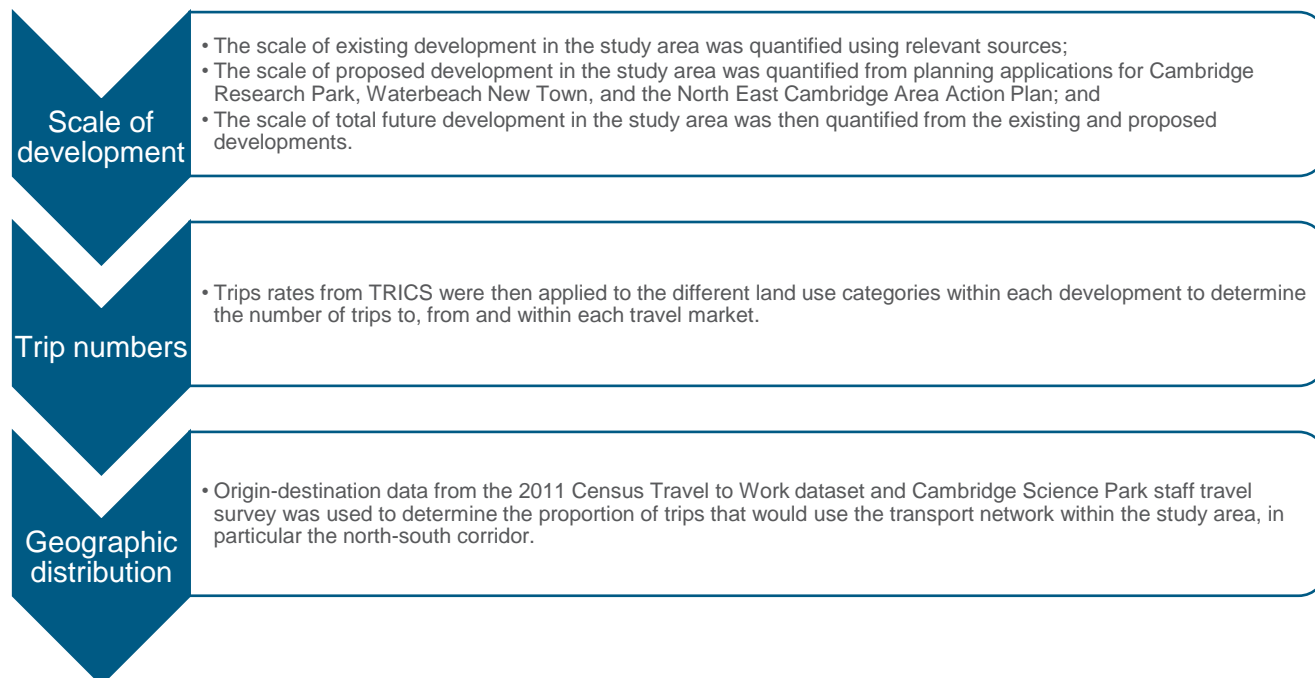 Scale of
development
• The scale of existing development in the study area was quantified using relevant sources;
• The scale of proposed development in the study area was quantified from planning applications for Cambridge
Research Park, Waterbeach New Town, and the North East Cambridge Area Action Plan; and
• The scale of total future development in the study area was then quantified from the existing and proposed
developments.
Trip numbers
• Trips rates from TRICS were then applied to the different land use categories within each development to determine
the number of trips to, from and within each travel market.
Geographic
distribution
• Origin-destination data from the 2011 Census Travel to Work dataset and Cambridge Science Park staff travel
survey was used to determine the proportion of trips that would use the transport network within the study area, in
particular the north-south corridor.